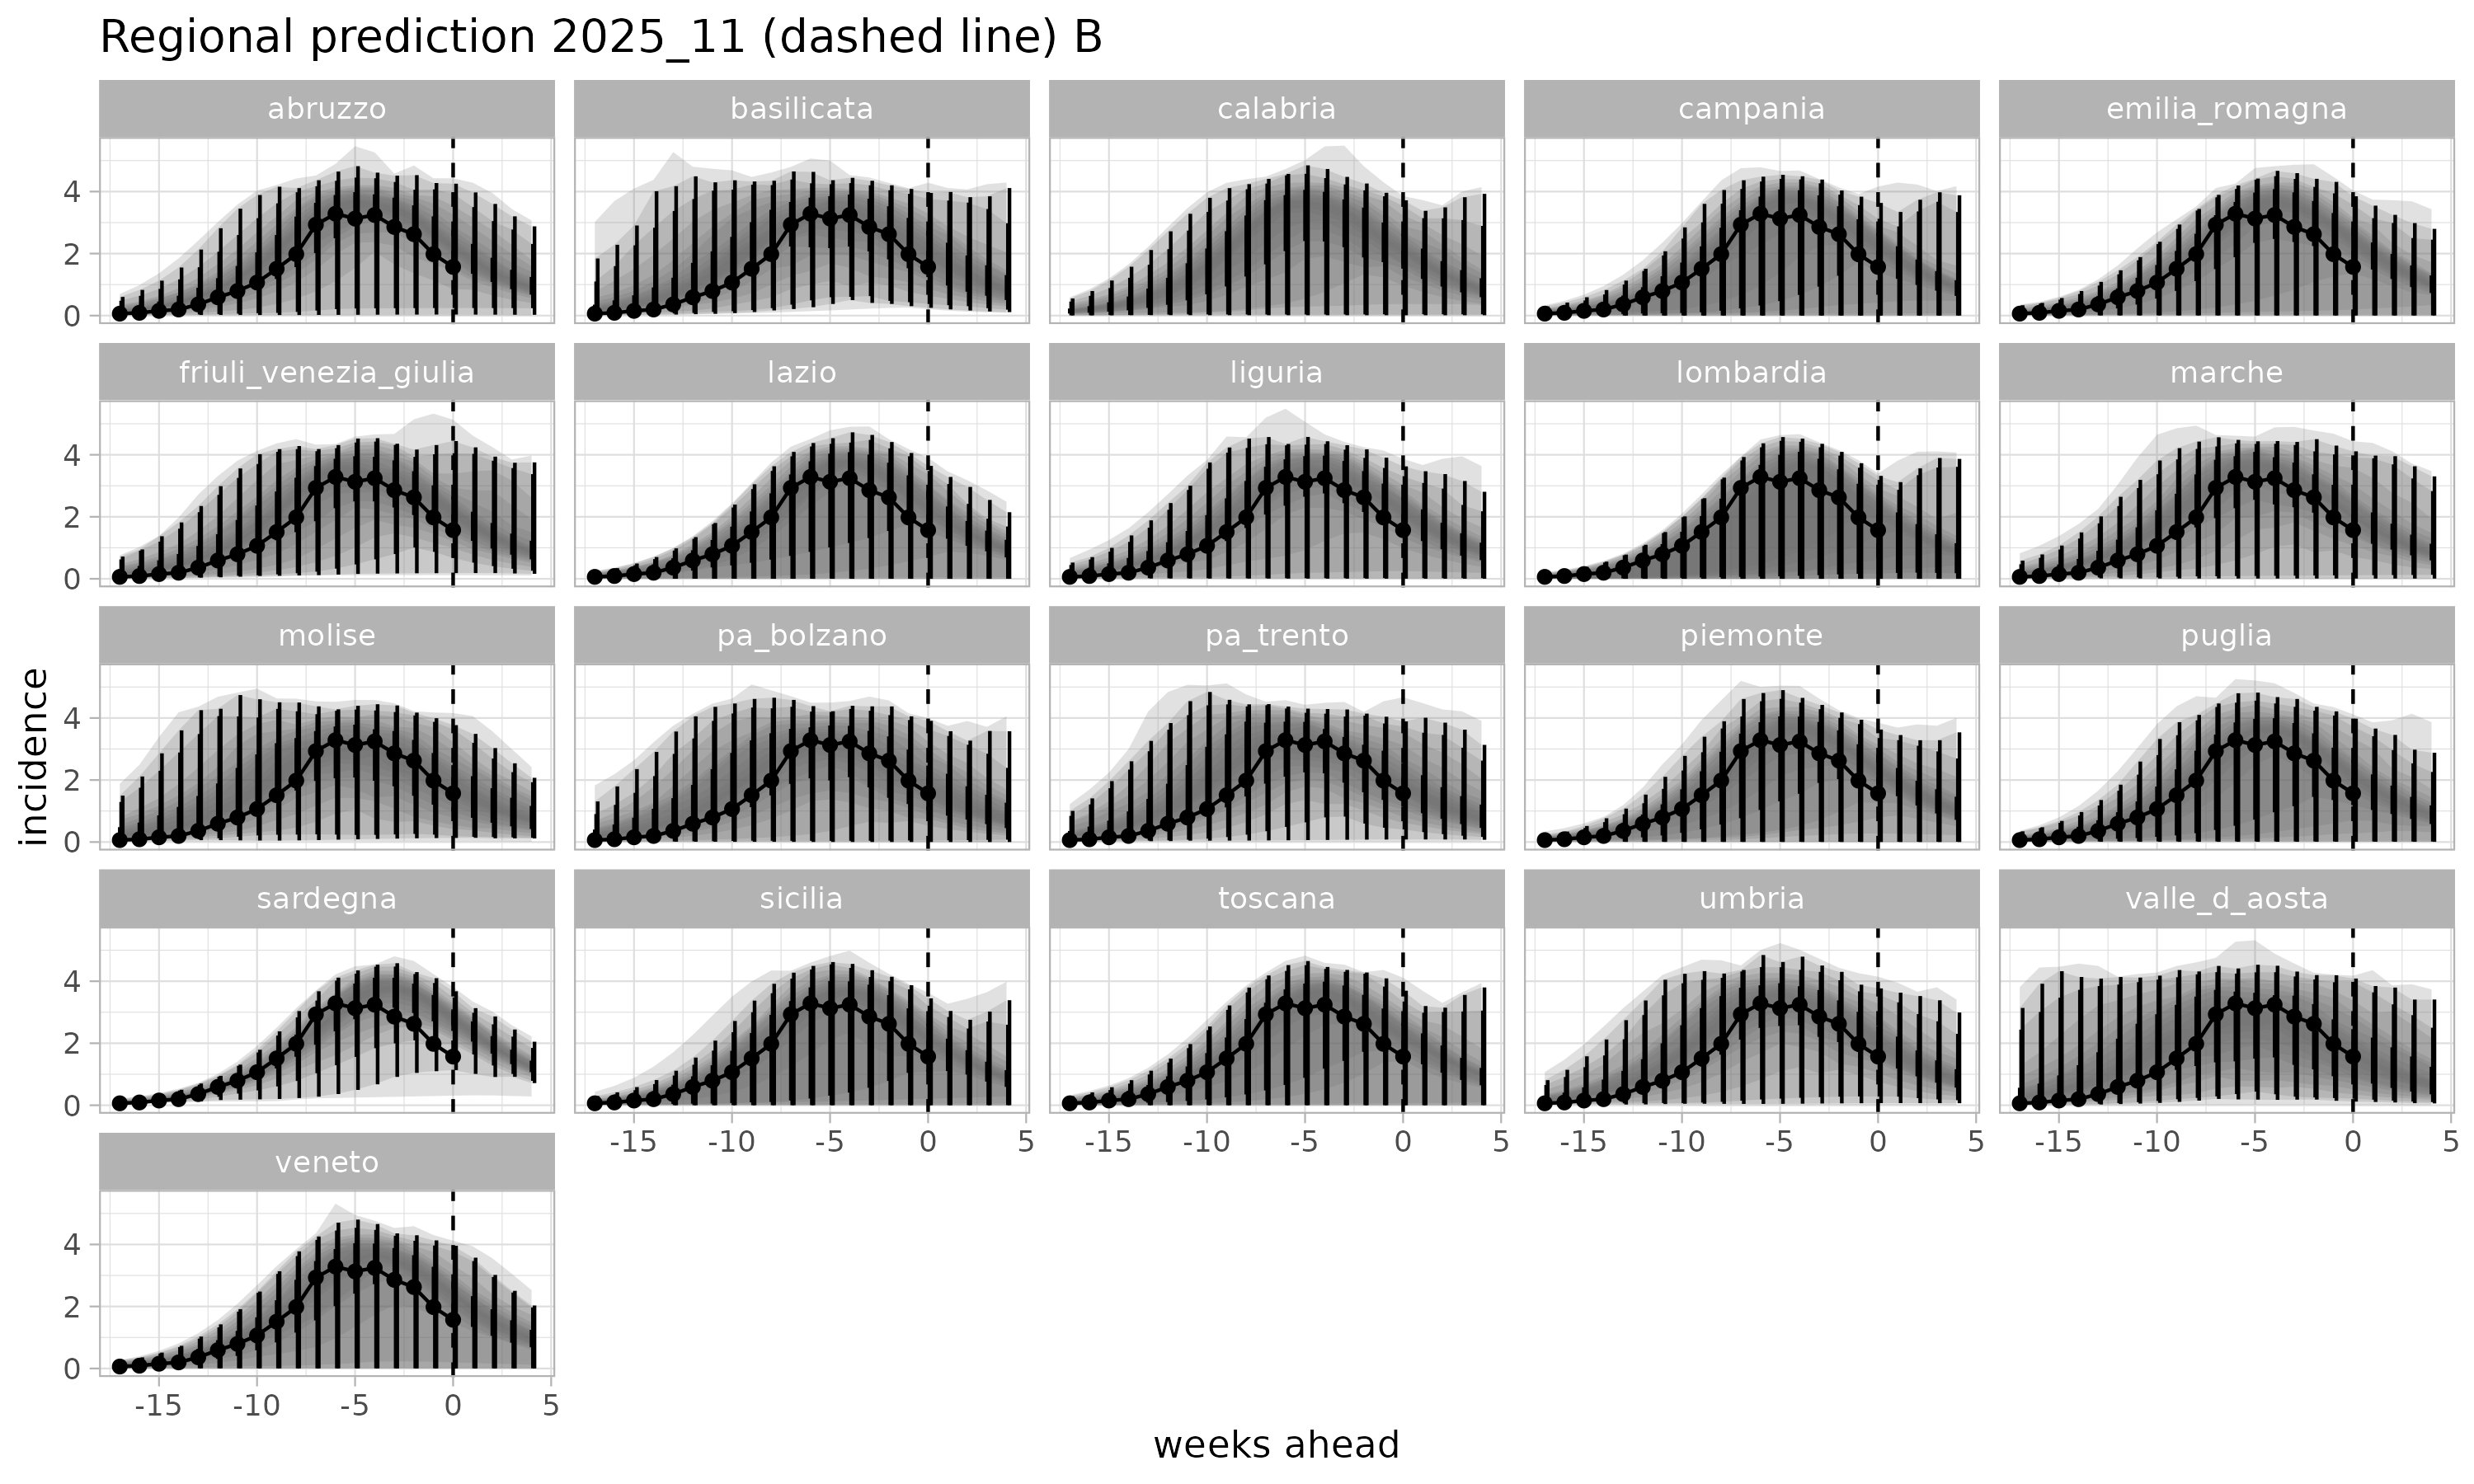 Regional prediction 2025_11 (dashed line) B
abruzzo basilicata calabria campania emilia_romagna
4
2
0
friuli_venezia_giulia lazio liguria lombardia marche
4
2
0
molise pa_bolzano pa_trento piemonte puglia
4
2
0
incidence
sardegna sicilia toscana umbria valle_d_aosta
4
2
0
-15 -10 -5 0 5 -15 -10 -5 0 5 -15 -10 -5 0 5 -15 -10 -5 0 5
veneto
4
2
0
-15 -10 -5 0 5
weeks ahead